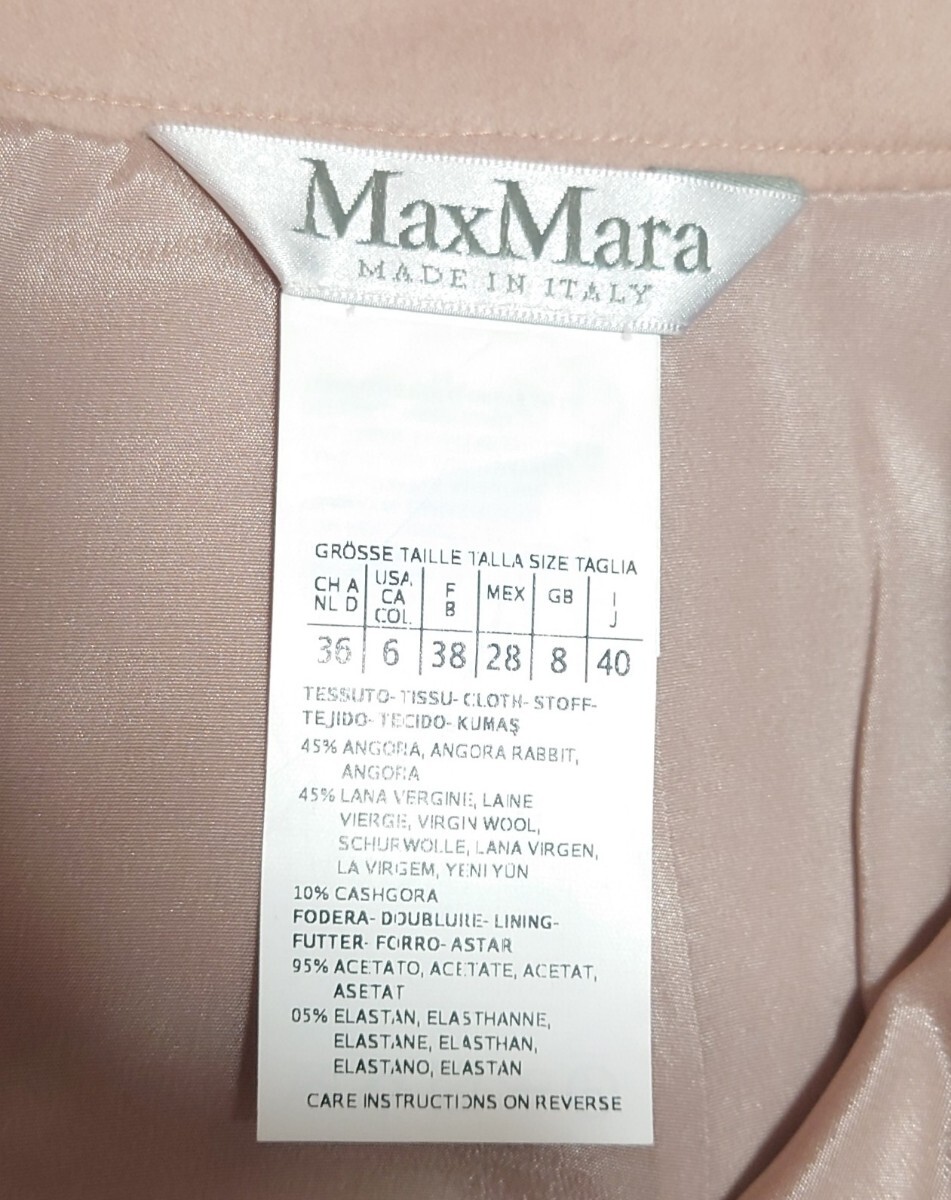 MaxMara
MADE IN ITALY
GRÖSSE TAILLE TALLA SIZE TAGLIA
CH A NL D USA, CA COL. F B MEX GB I J
36 6 38 28 8 40
TESSUTO- TISSU- CLOTH- STOFF-
TEJIDO- TECIDO- KUMAŞ
45% ANGORA, ANGORA RABBIT,
ANGORA
45% LANA VERGINE, LAINE
VIERGE, VIRGIN WOOL,
SCHURWOLLE, LANA VIRGEN,
LA VIRGEM, YENI YÜN
10% CASHGORA
FODERA- DOUBLURE- LINING-
FUTTER- FORRO- ASTAR
95% ACETATO, ACETATE, ACETAT,
ASETAT
05% ELASTAN, ELASTHANNE,
ELASTANE, ELASTHAN,
ELASTANO, ELASTAN
CARE INSTRUCTIONS ON REVERSE